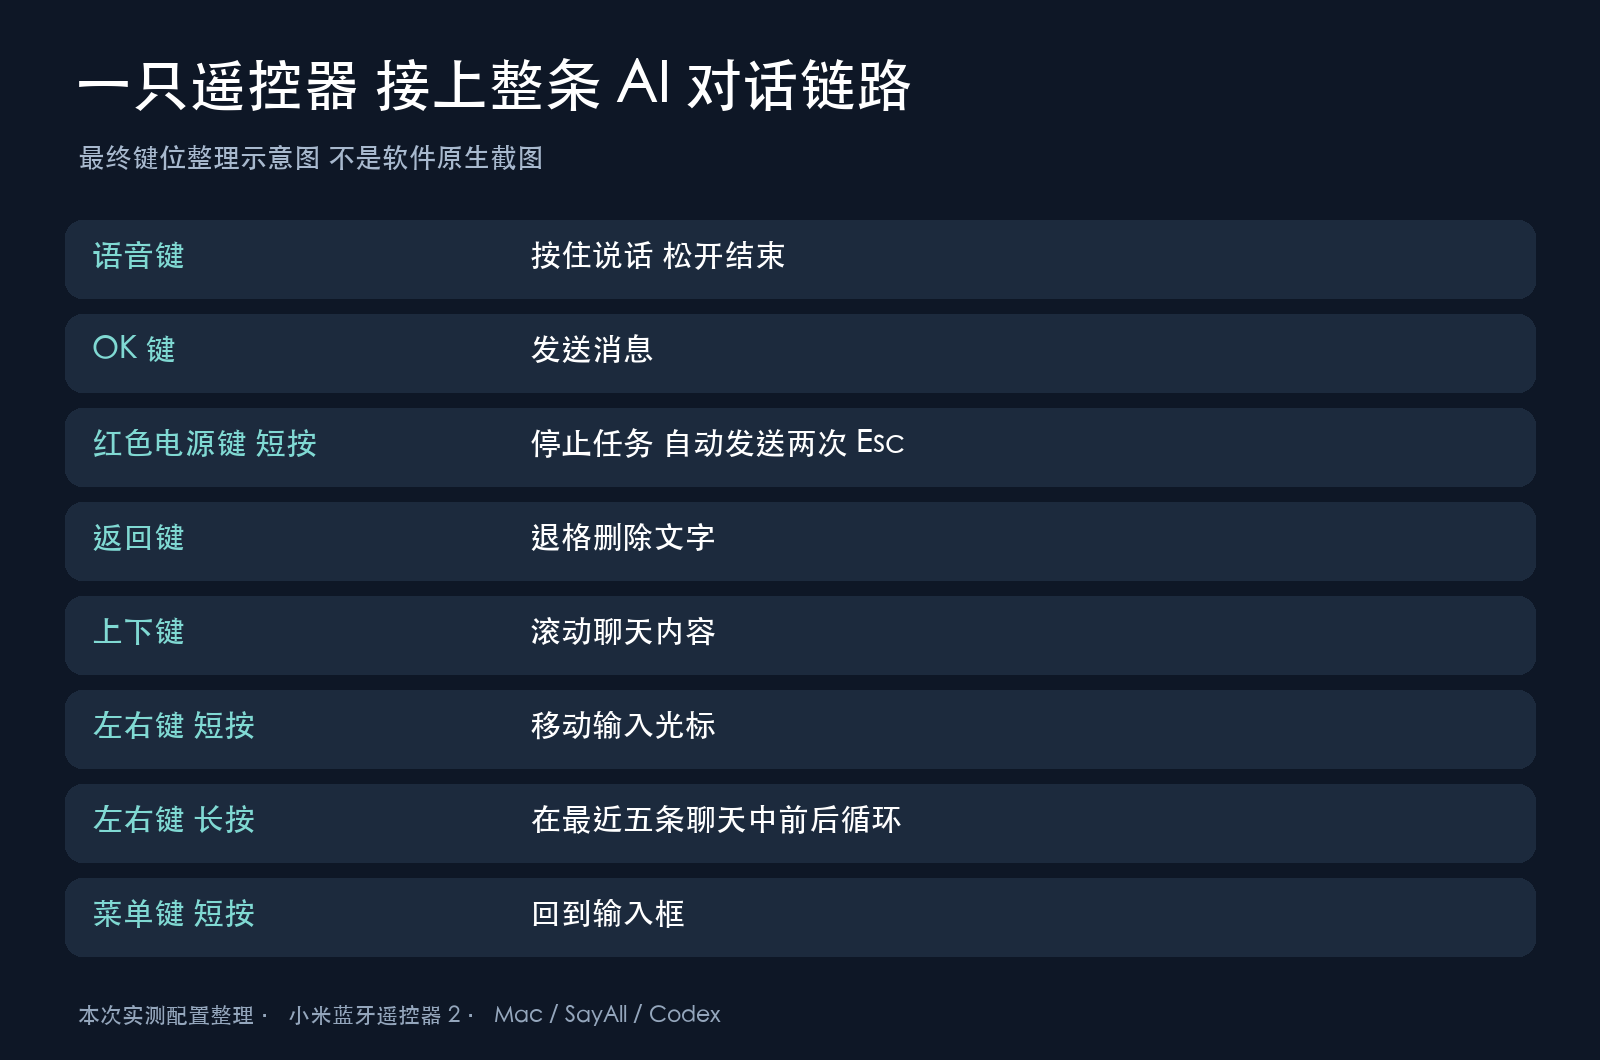 一只遥控器 接上整条 AI 对话链路
最终键位整理示意图 不是软件原生截图
语音键 按住说话 松开结束
OK 键 发送消息
红色电源键 短按 停止任务 自动发送两次 Esc
返回键 退格删除文字
上下键 滚动聊天内容
左右键 短按 移动输入光标
左右键 长按 在最近五条聊天中前后循环
菜单键 短按 回到输入框
本次实测配置整理 · 小米蓝牙遥控器 2 · Mac / SayAll / Codex